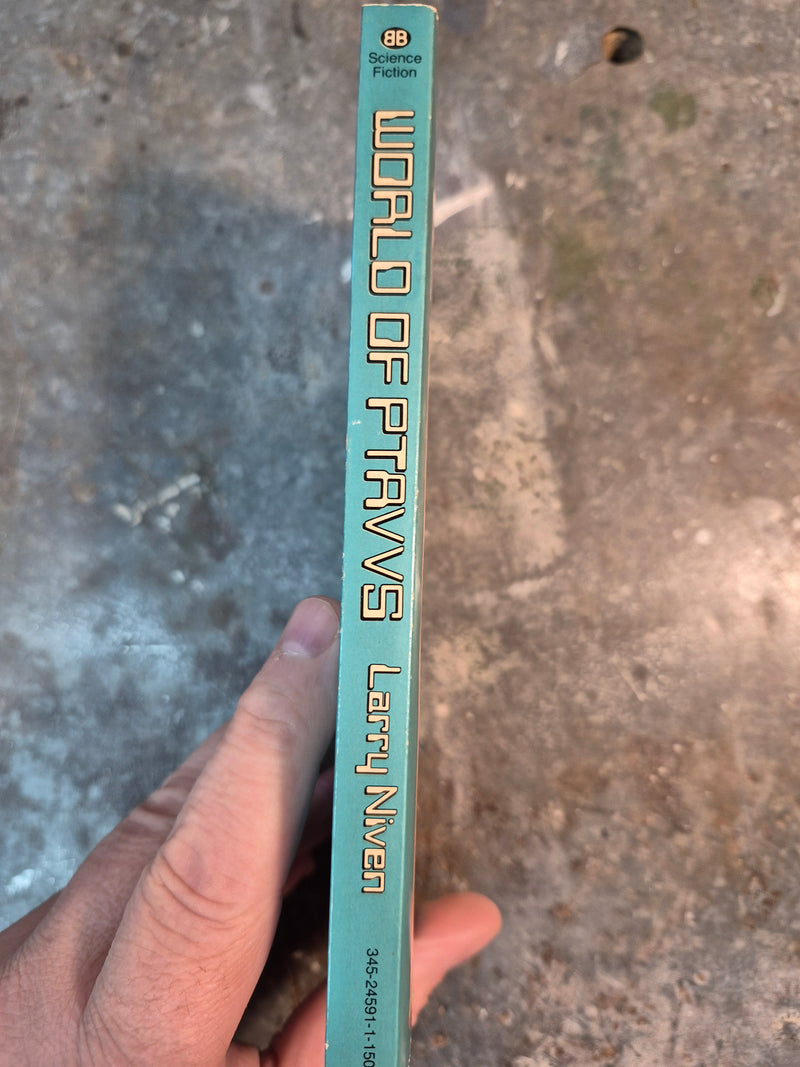 BB
Science
Fiction
WORLD OF PTAVVS
Larry Niven
345-24591-1-150